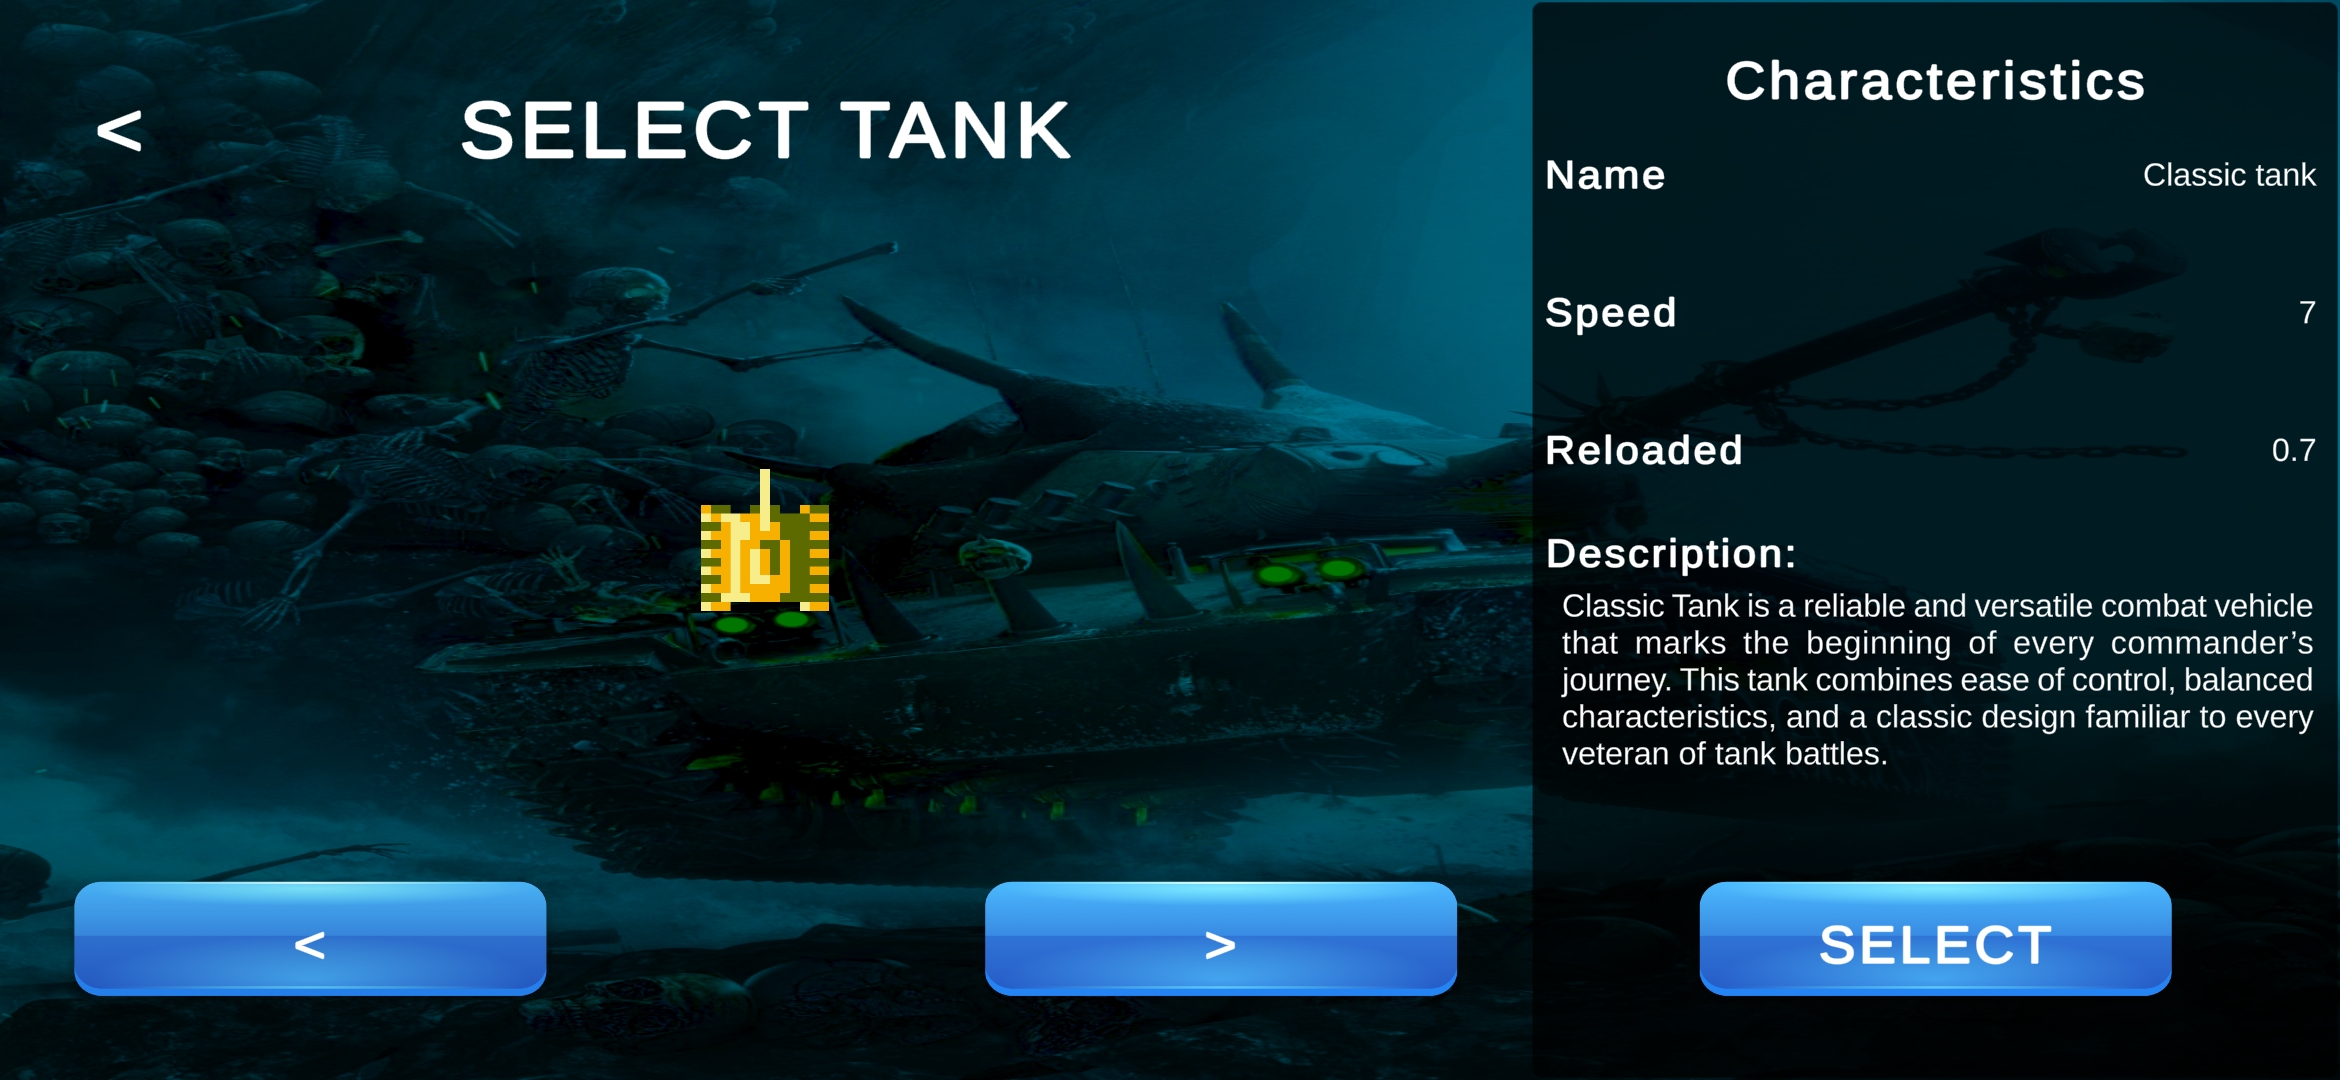 <
SELECT TANK
Characteristics
Name
Classic tank
Speed
7
Reloaded
0.7
Description:
Classic Tank is a reliable and versatile combat vehicle
that marks the beginning of every commander’s
journey. This tank combines ease of control, balanced
characteristics, and a classic design familiar to every
veteran of tank battles.
<
>
SELECT